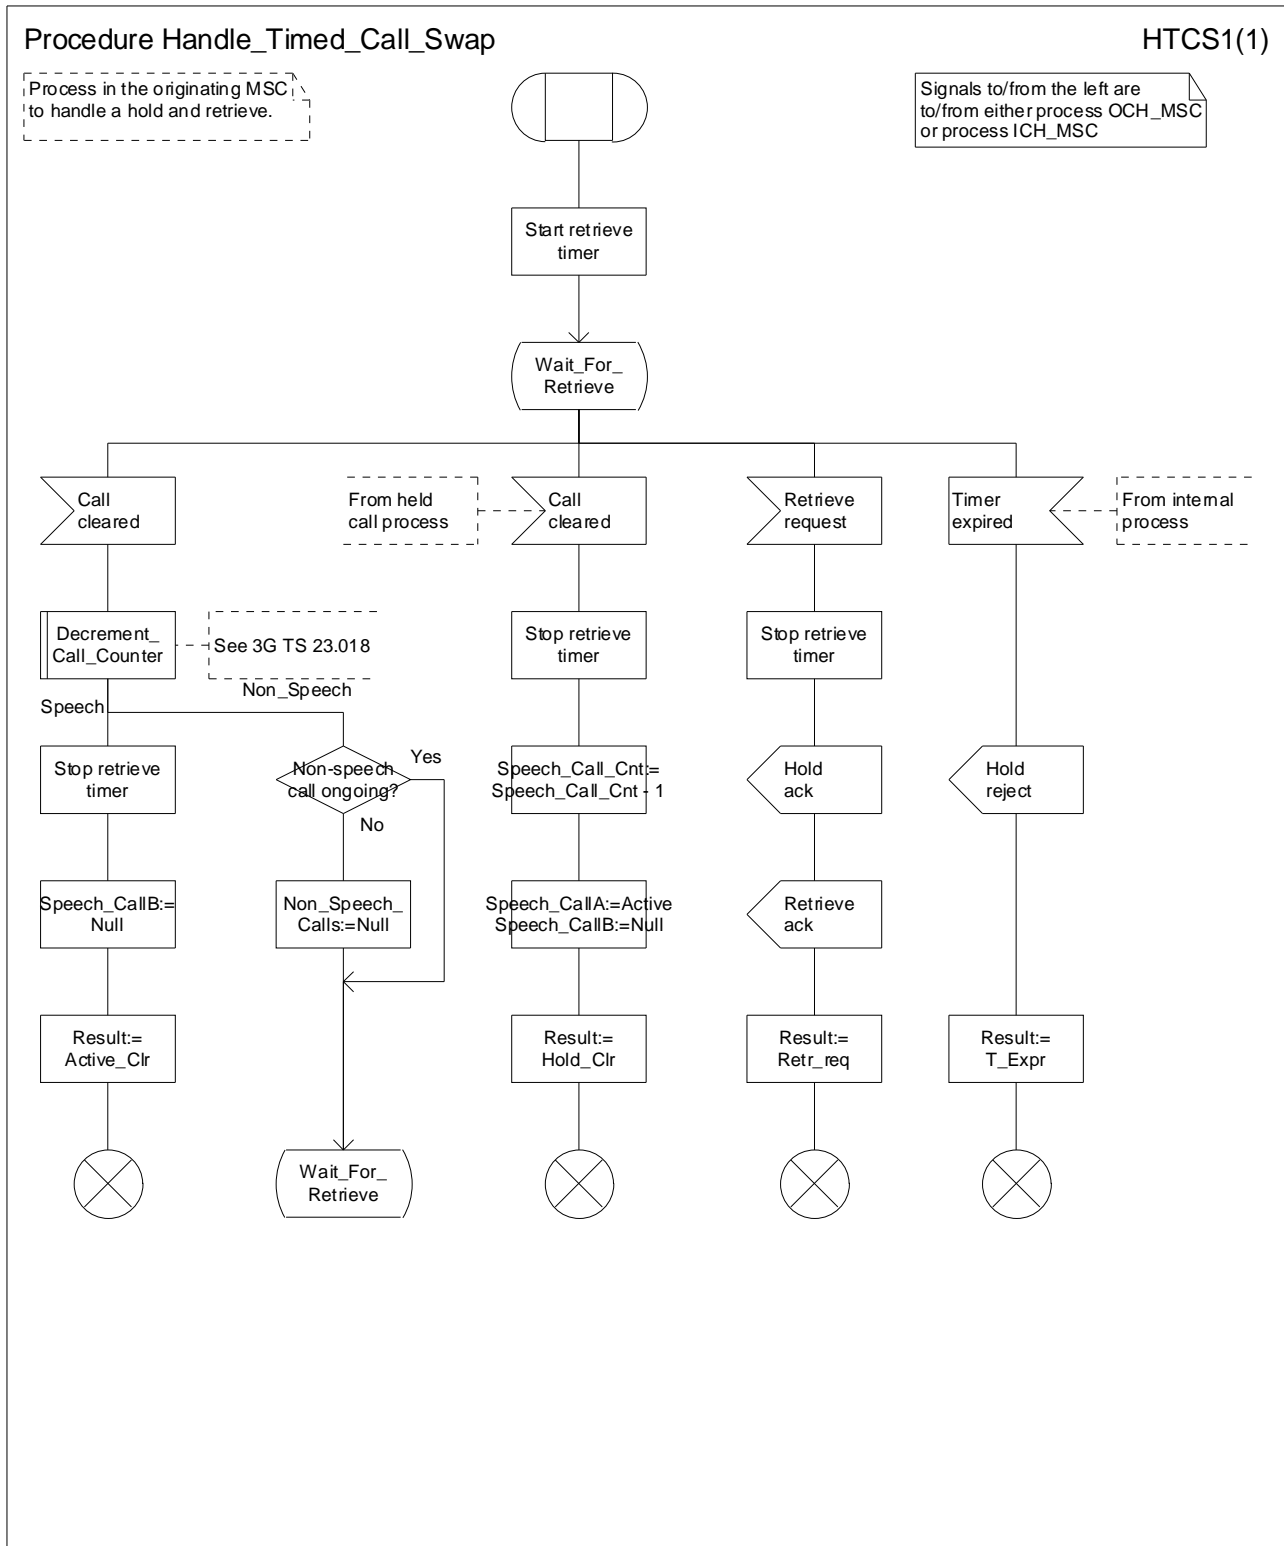 Procedure Handle_Timed_Call_Swap
HTCS1(1)
Process in the originating MSC
to handle a hold and retrieve.
Signals to/from the left are
to/from either process OCH_MSC
or process ICH_MSC
Start retrieve
timer
Wait_For_
Retrieve
Call
cleared
From held
call process
Call
cleared
Retrieve
request
Timer
expired
From internal
process
Decrement_
Call_Counter
See 3G TS 23.018
Stop retrieve
timer
Stop retrieve
timer
Non_Speech
Speech
Stop retrieve
timer
Non-speech
call ongoing?
Yes
No
Speech_Call_Cnt:=
Speech_Call_Cnt - 1
Hold
ack
Hold
reject
Speech_CallB:=
Null
Non_Speech_
Calls:=Null
Speech_CallA:=Active
Speech_CallB:=Null
Retrieve
ack
Result:=
Active_Clr
Result:=
Hold_Clr
Result:=
Retr_req
Result:=
T_Expr
Wait_For_
Retrieve